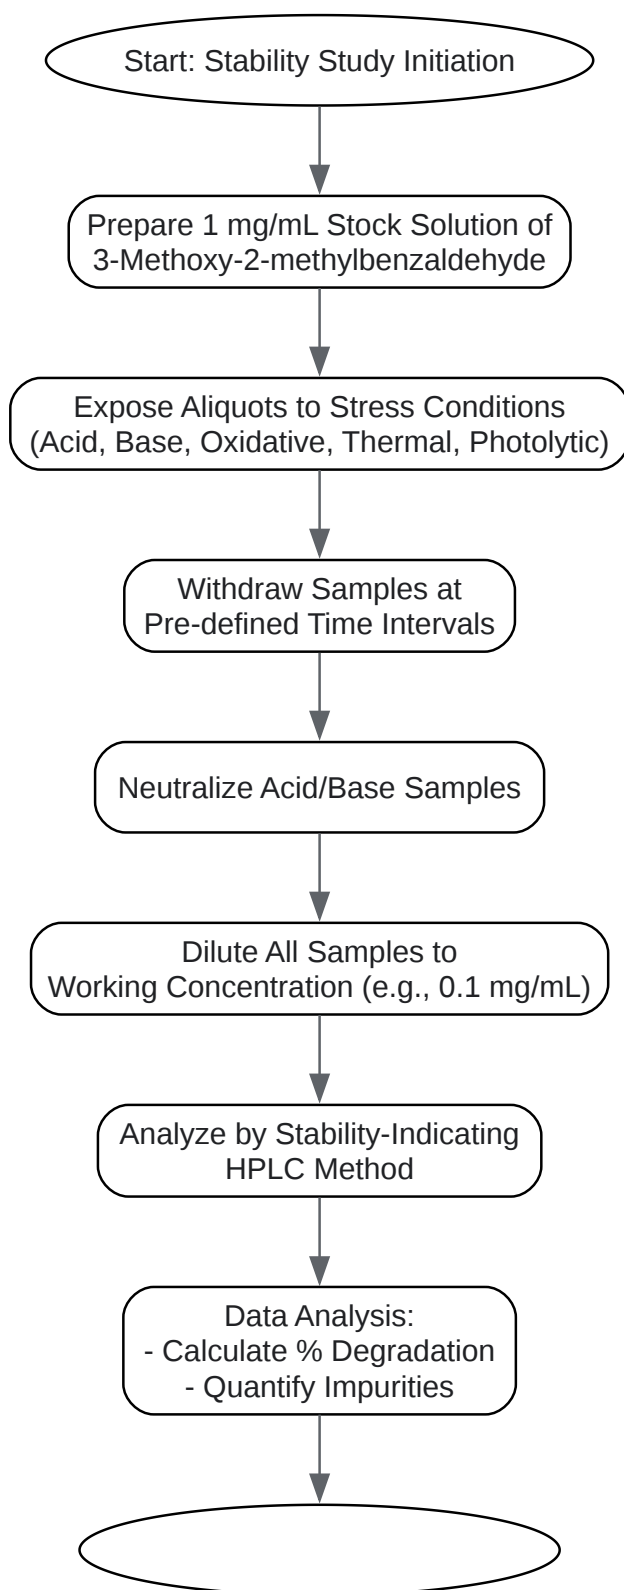 Start: Stability Study Initiation
Prepare 1 mg/mL Stock Solution of
3-Methoxy-2-methylbenzaldehyde
Expose Aliquots to Stress Conditions
(Acid, Base, Oxidative, Thermal, Photolytic)
Withdraw Samples at
Pre-defined Time Intervals
Neutralize Acid/Base Samples
Dilute All Samples to
Working Concentration (e.g., 0.1 mg/mL)
Analyze by Stability-Indicating
HPLC Method
Data Analysis:
- Calculate % Degradation
- Quantify Impurities